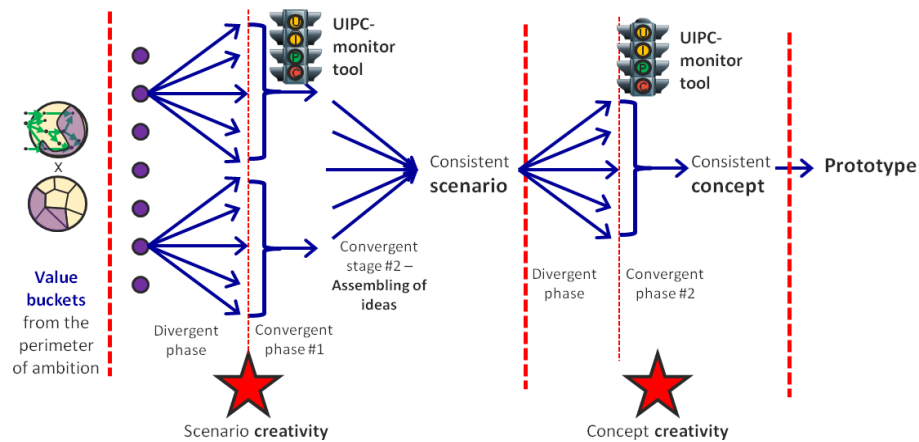 U
I
P
C
UIPC-
monitor
tool
U
I
P
C
UIPC-
monitor
tool
X
Value
buckets
from the
perimeter
of ambition
Divergent
phase
Convergent
phase #1
Convergent
stage #2 –
Assembling of
ideas
Consistent
scenario
Divergent
phase
Convergent
phase #2
Consistent
concept
Prototype
Scenario creativity
Concept creativity